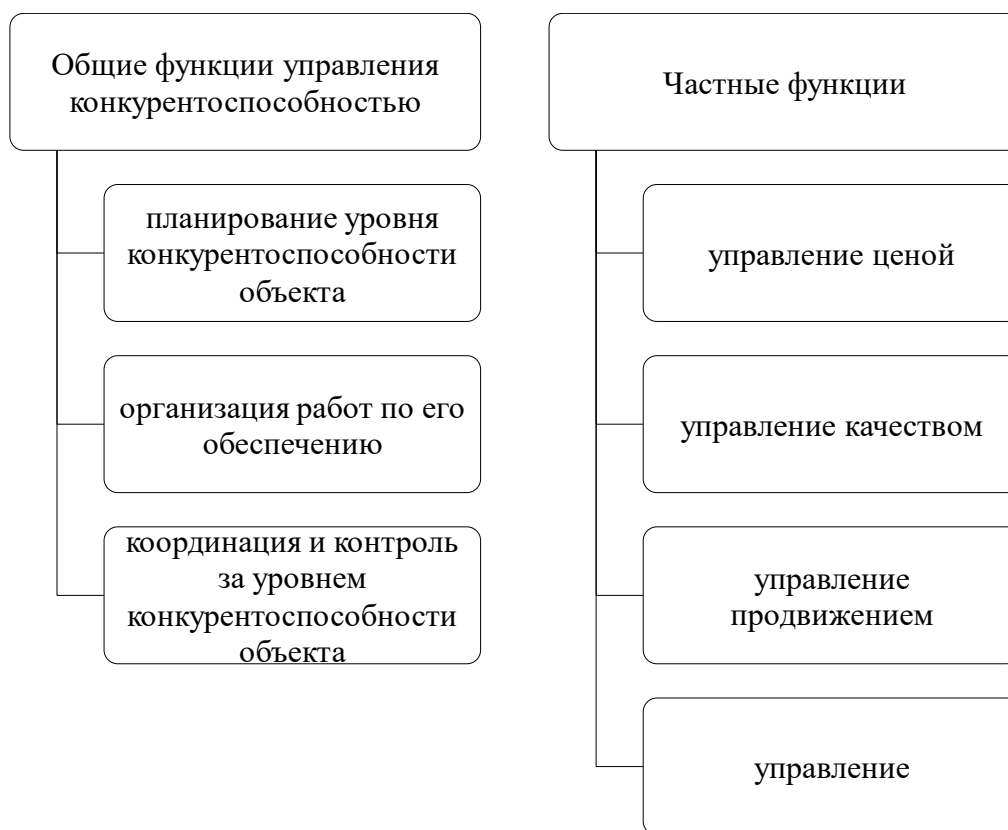 Общие функции управления
конкурентоспособностью
планирование уровня
конкурентоспособности
объекта
организация работ по его
обеспечению
координация и контроль
за уровнем
конкурентоспособности
объекта
Частные функции
управление ценой
управление качеством
управление
продвижением
управление